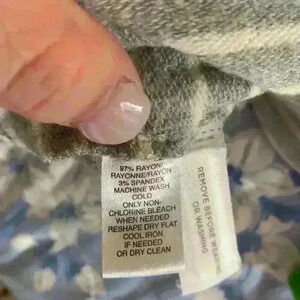 97% RAYON/
RAYONNE/RAYON
3% SPANDEX
MACHINE WASH
COLD
ONLY NON-
CHLORINE BLEACH
WHEN NEEDED
RESHAPE DRY FLAT
COOL IRON
IF NEEDED
OR DRY CLEAN
REMOVE BEFORE WEARING
OR WASHING